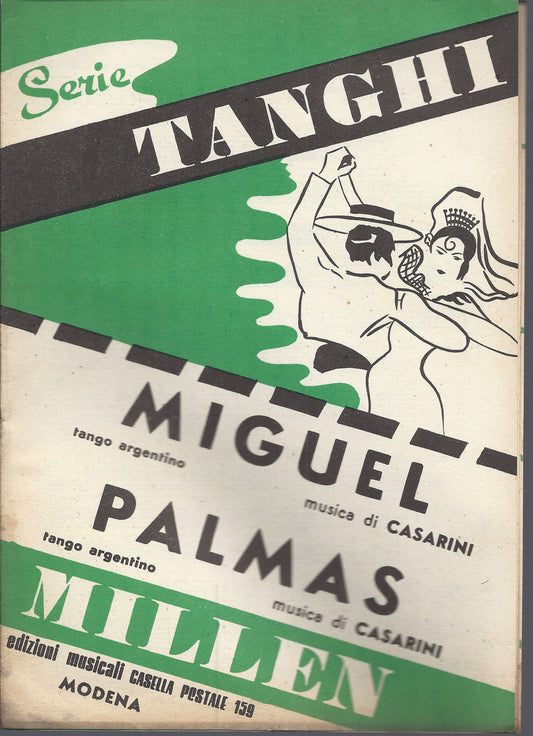 Serie
TANGHI
MIGUEL
tango argentino
musica di CASARINI
PALMAS
tango argentino
musica di CASARINI
MILLEN
edizioni musicali CASELLA POSTALE 159
MODENA